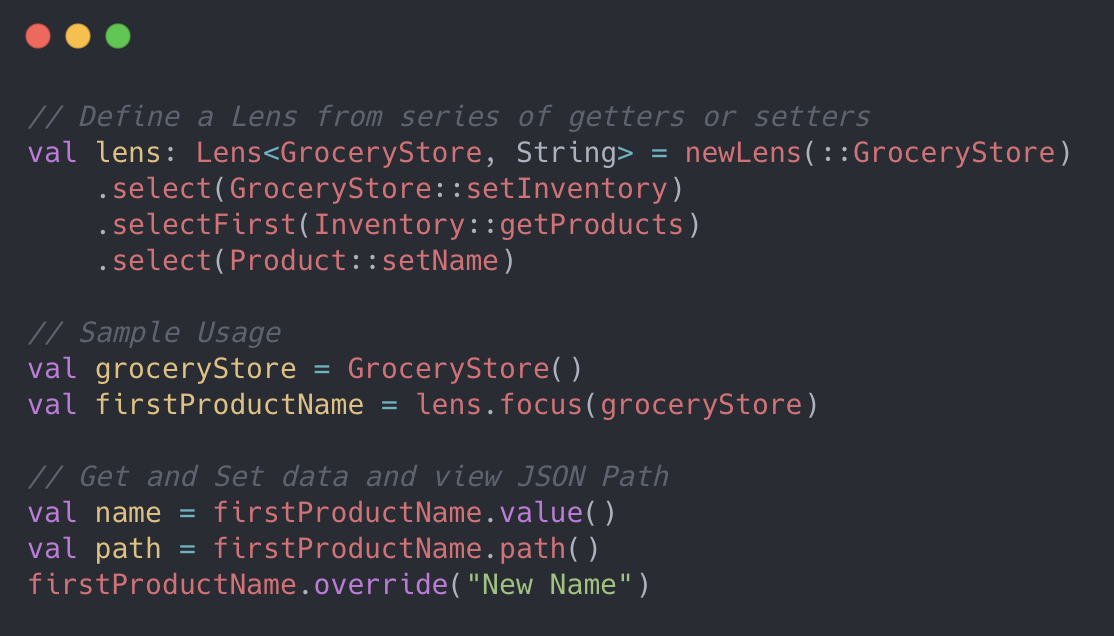 // Define a Lens from series of getters or setters
val lens: Lens<GroceryStore, String> = newLens(::GroceryStore)
    .select(GroceryStore::setInventory)
    .selectFirst(Inventory::getProducts)
    .select(Product::setName)

// Sample Usage
val groceryStore = GroceryStore()
val firstProductName = lens.focus(groceryStore)

// Get and Set data and view JSON Path
val name = firstProductName.value()
val path = firstProductName.path()
firstProductName.override("New Name")